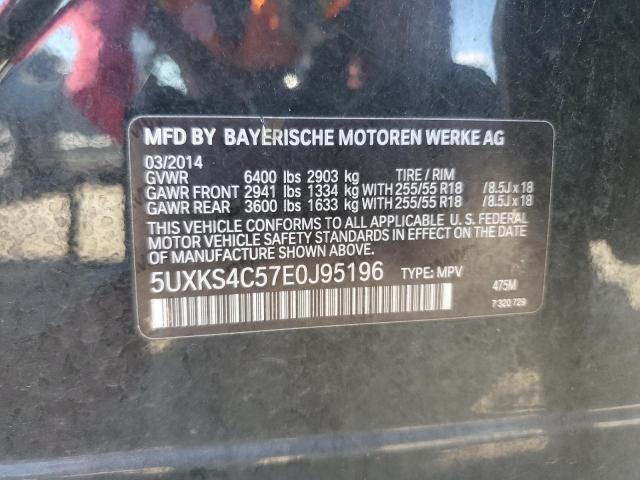 MFD BY BAYERISCHE MOTOREN WERKE AG
03/2014
GVWR 6400 lbs 2903 kg TIRE / RIM
GAWR FRONT 2941 lbs 1334 kg WITH 255/55 R18 /8.5J x 18
GAWR REAR 3600 lbs 1633 kg WITH 255/55 R18 /8.5J x 18
THIS VEHICLE CONFORMS TO ALL APPLICABLE U. S. FEDERAL
MOTOR VEHICLE SAFETY STANDARDS IN EFFECT ON THE DATE
OF MANUFACTURE SHOWN ABOVE.
5UXKS4C57E0J95196 TYPE: MPV
475M
7 320 729